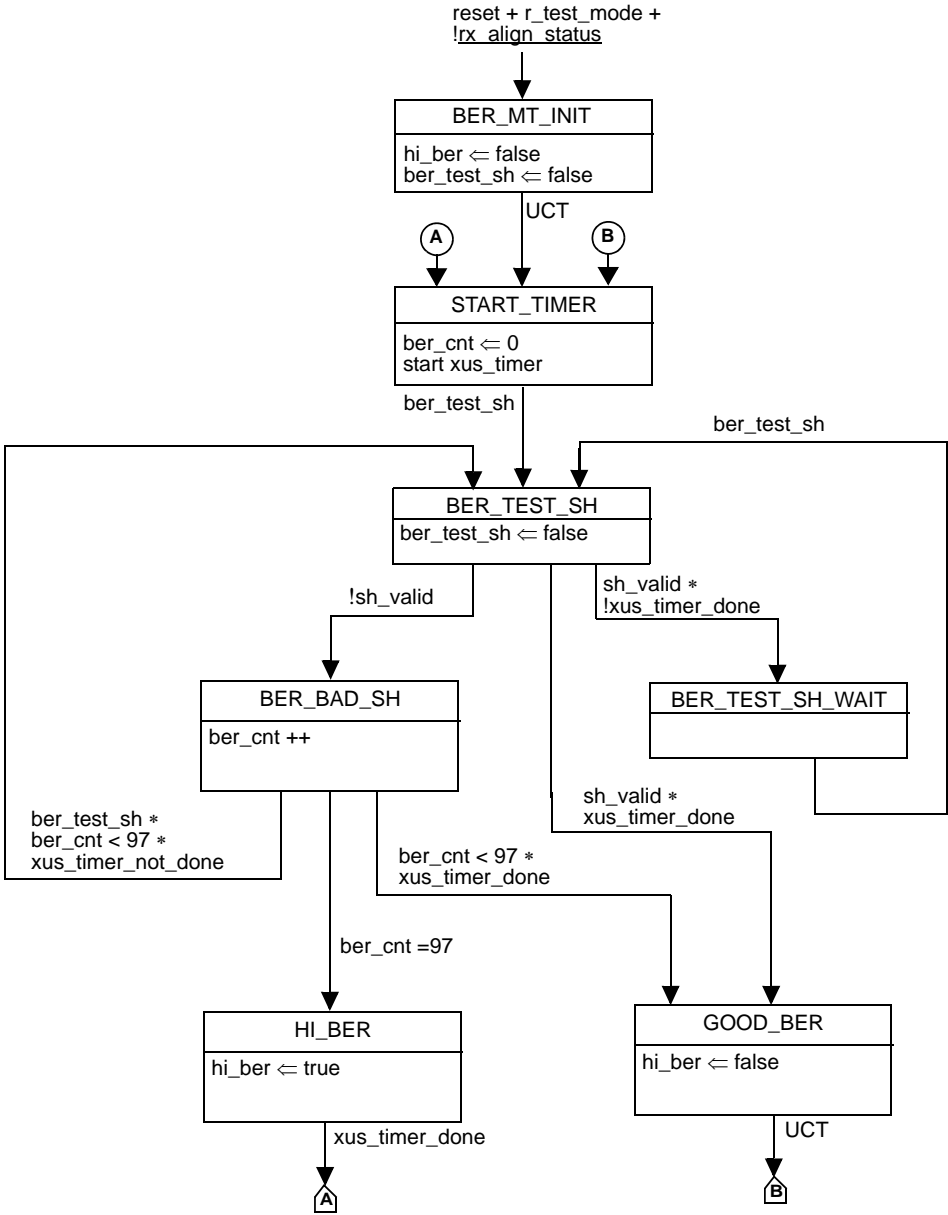 reset + r_test_mode +
!rx_align_status
BER_MT_INIT
hi_ber ⇐ false
ber_test_sh ⇐ false
UCT
A
B
START_TIMER
ber_cnt ⇐ 0
start xus_timer
ber_test_sh
ber_test_sh
BER_TEST_SH
ber_test_sh ⇐ false
!sh_valid
sh_valid *
!xus_timer_done
BER_BAD_SH
ber_cnt ++
BER_TEST_SH_WAIT
ber_test_sh *
ber_cnt < 97 *
xus_timer_not_done
ber_cnt < 97 *
xus_timer_done
sh_valid *
xus_timer_done
ber_cnt =97
HI_BER
hi_ber ⇐ true
xus_timer_done
A
GOOD_BER
hi_ber ⇐ false
UCT
B